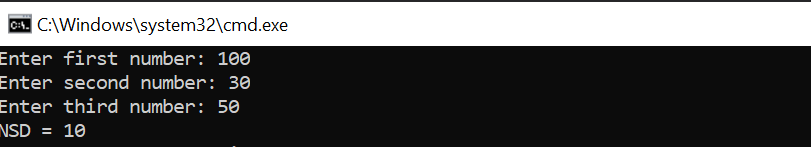 C:\Windows\system32\cmd.exe
Enter first number: 100
Enter second number: 30
Enter third number: 50
NSD = 10